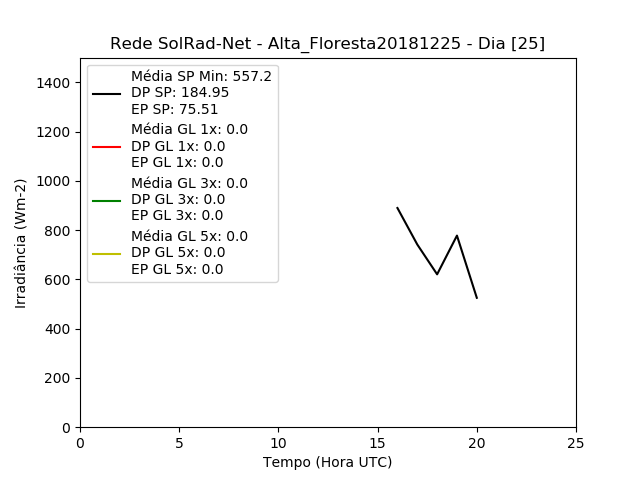 Rede SolRad-Net - Alta_Floresta20181225 - Dia [25]
Média SP Min: 557.2
DP SP: 184.95
EP SP: 75.51
Média GL 1x: 0.0
DP GL 1x: 0.0
EP GL 1x: 0.0
Média GL 3x: 0.0
DP GL 3x: 0.0
EP GL 3x: 0.0
Média GL 5x: 0.0
DP GL 5x: 0.0
EP GL 5x: 0.0
Irradiância (Wm-2)
1400
1200
1000
800
600
400
200
0
0 5 10 15 20 25
Tempo (Hora UTC)